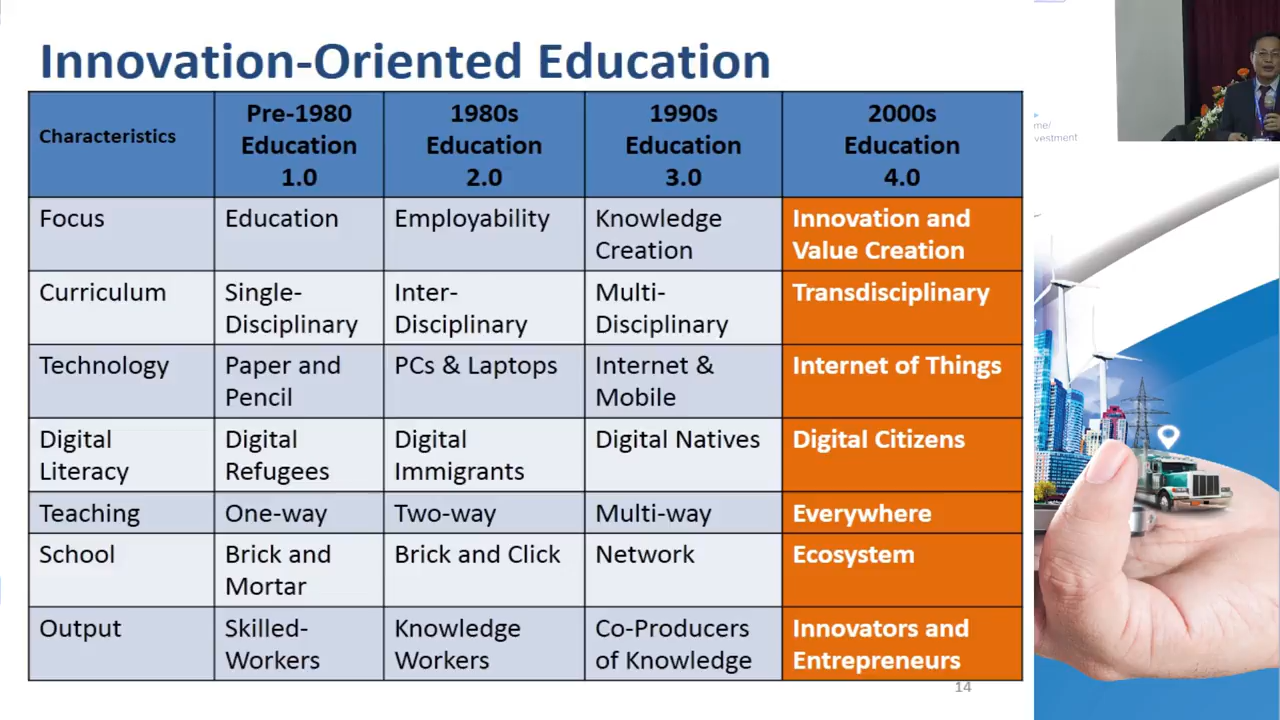 Innovation-Oriented Education
Characteristics
Pre-1980
Education
1.0
1980s
Education
2.0
1990s
Education
3.0
2000s
Education
4.0
Focus
Education
Employability
Knowledge
Creation
Innovation and
Value Creation
Curriculum
Single-
Disciplinary
Inter-
Disciplinary
Multi-
Disciplinary
Transdisciplinary
Technology
Paper and
Pencil
PCs & Laptops
Internet &
Mobile
Internet of Things
Digital
Literacy
Digital
Refugees
Digital
Immigrants
Digital Natives
Digital Citizens
Teaching
One-way
Two-way
Multi-way
Everywhere
School
Brick and
Mortar
Brick and Click
Network
Ecosystem
Output
Skilled-
Workers
Knowledge
Workers
Co-Producers
of Knowledge
Innovators and
Entrepreneurs
14
me/
vestment